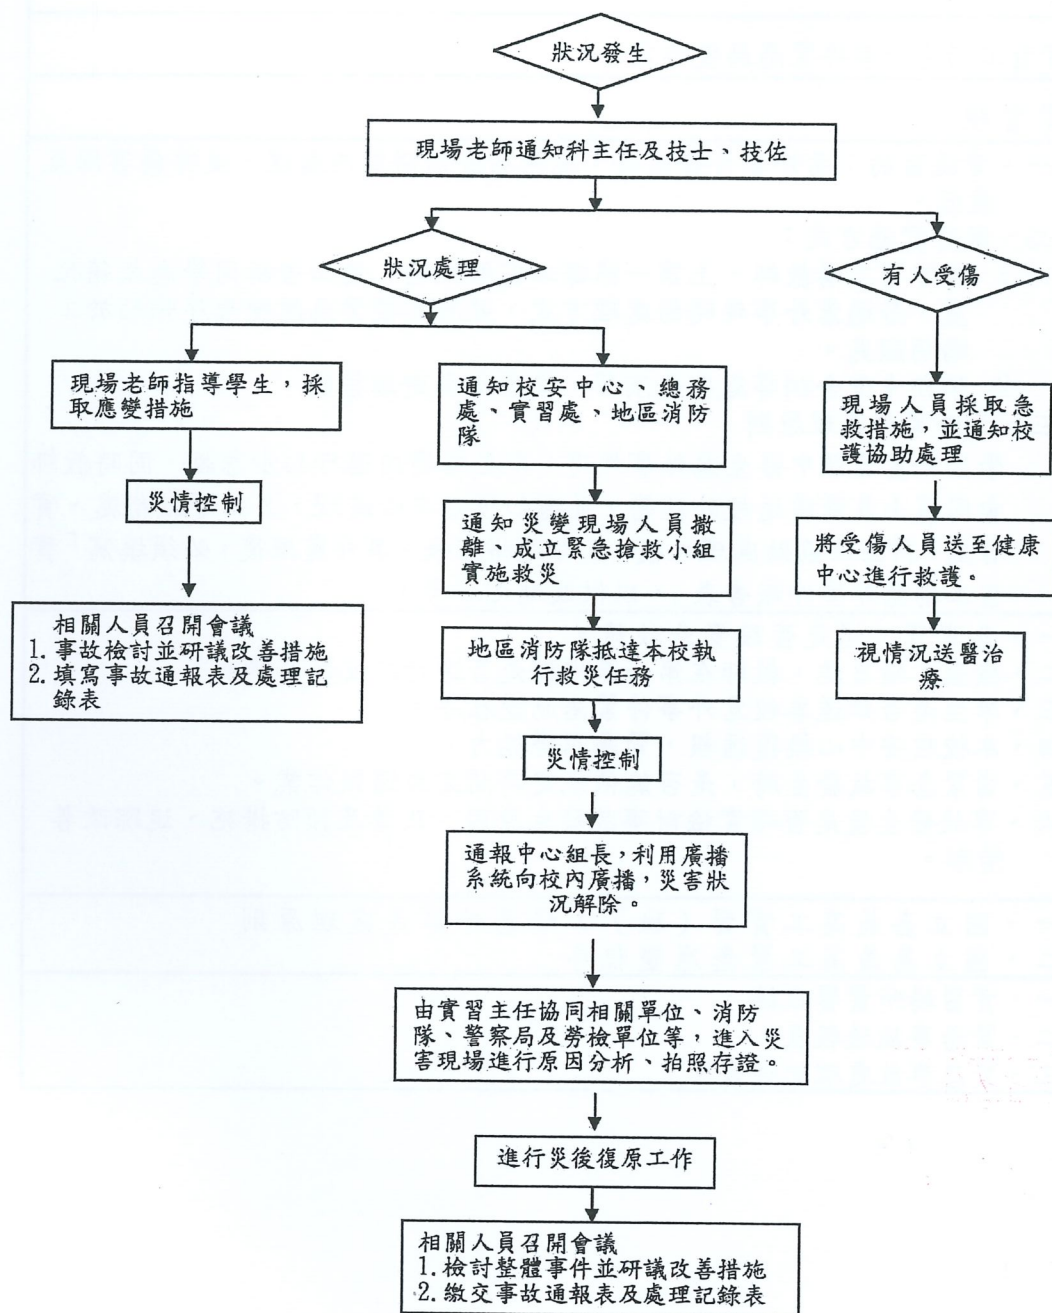 狀況發生
現場老師通知科主任及技士、技佐
狀況處理
有人受傷
現場老師指導學生，採
取應變措施
災情控制
相關人員召開會議
1. 事故檢討並研議改善措施
2. 填寫事故通報表及處理記
錄表
通知校安中心、總務
處、實習處、地區消防
隊
通知災變現場人員撤
離、成立緊急搶救小組
實施救災
地區消防隊抵達本校執
行救災任務
災情控制
通報中心組長，利用廣播
系統向校內廣播，災害狀
況解除。
由實習主任協同相關單位、消防
隊、警察局及勞檢單位等，進入災
害現場進行原因分析、拍照存證。
進行災後復原工作
相關人員召開會議
1. 檢討整體事件並研議改善措施
2. 繳交事故通報表及處理記錄表
現場人員採取急
救措施，並通知校
護協助處理
將受傷人員送至健康
中心進行救護。
視情況送醫治
療